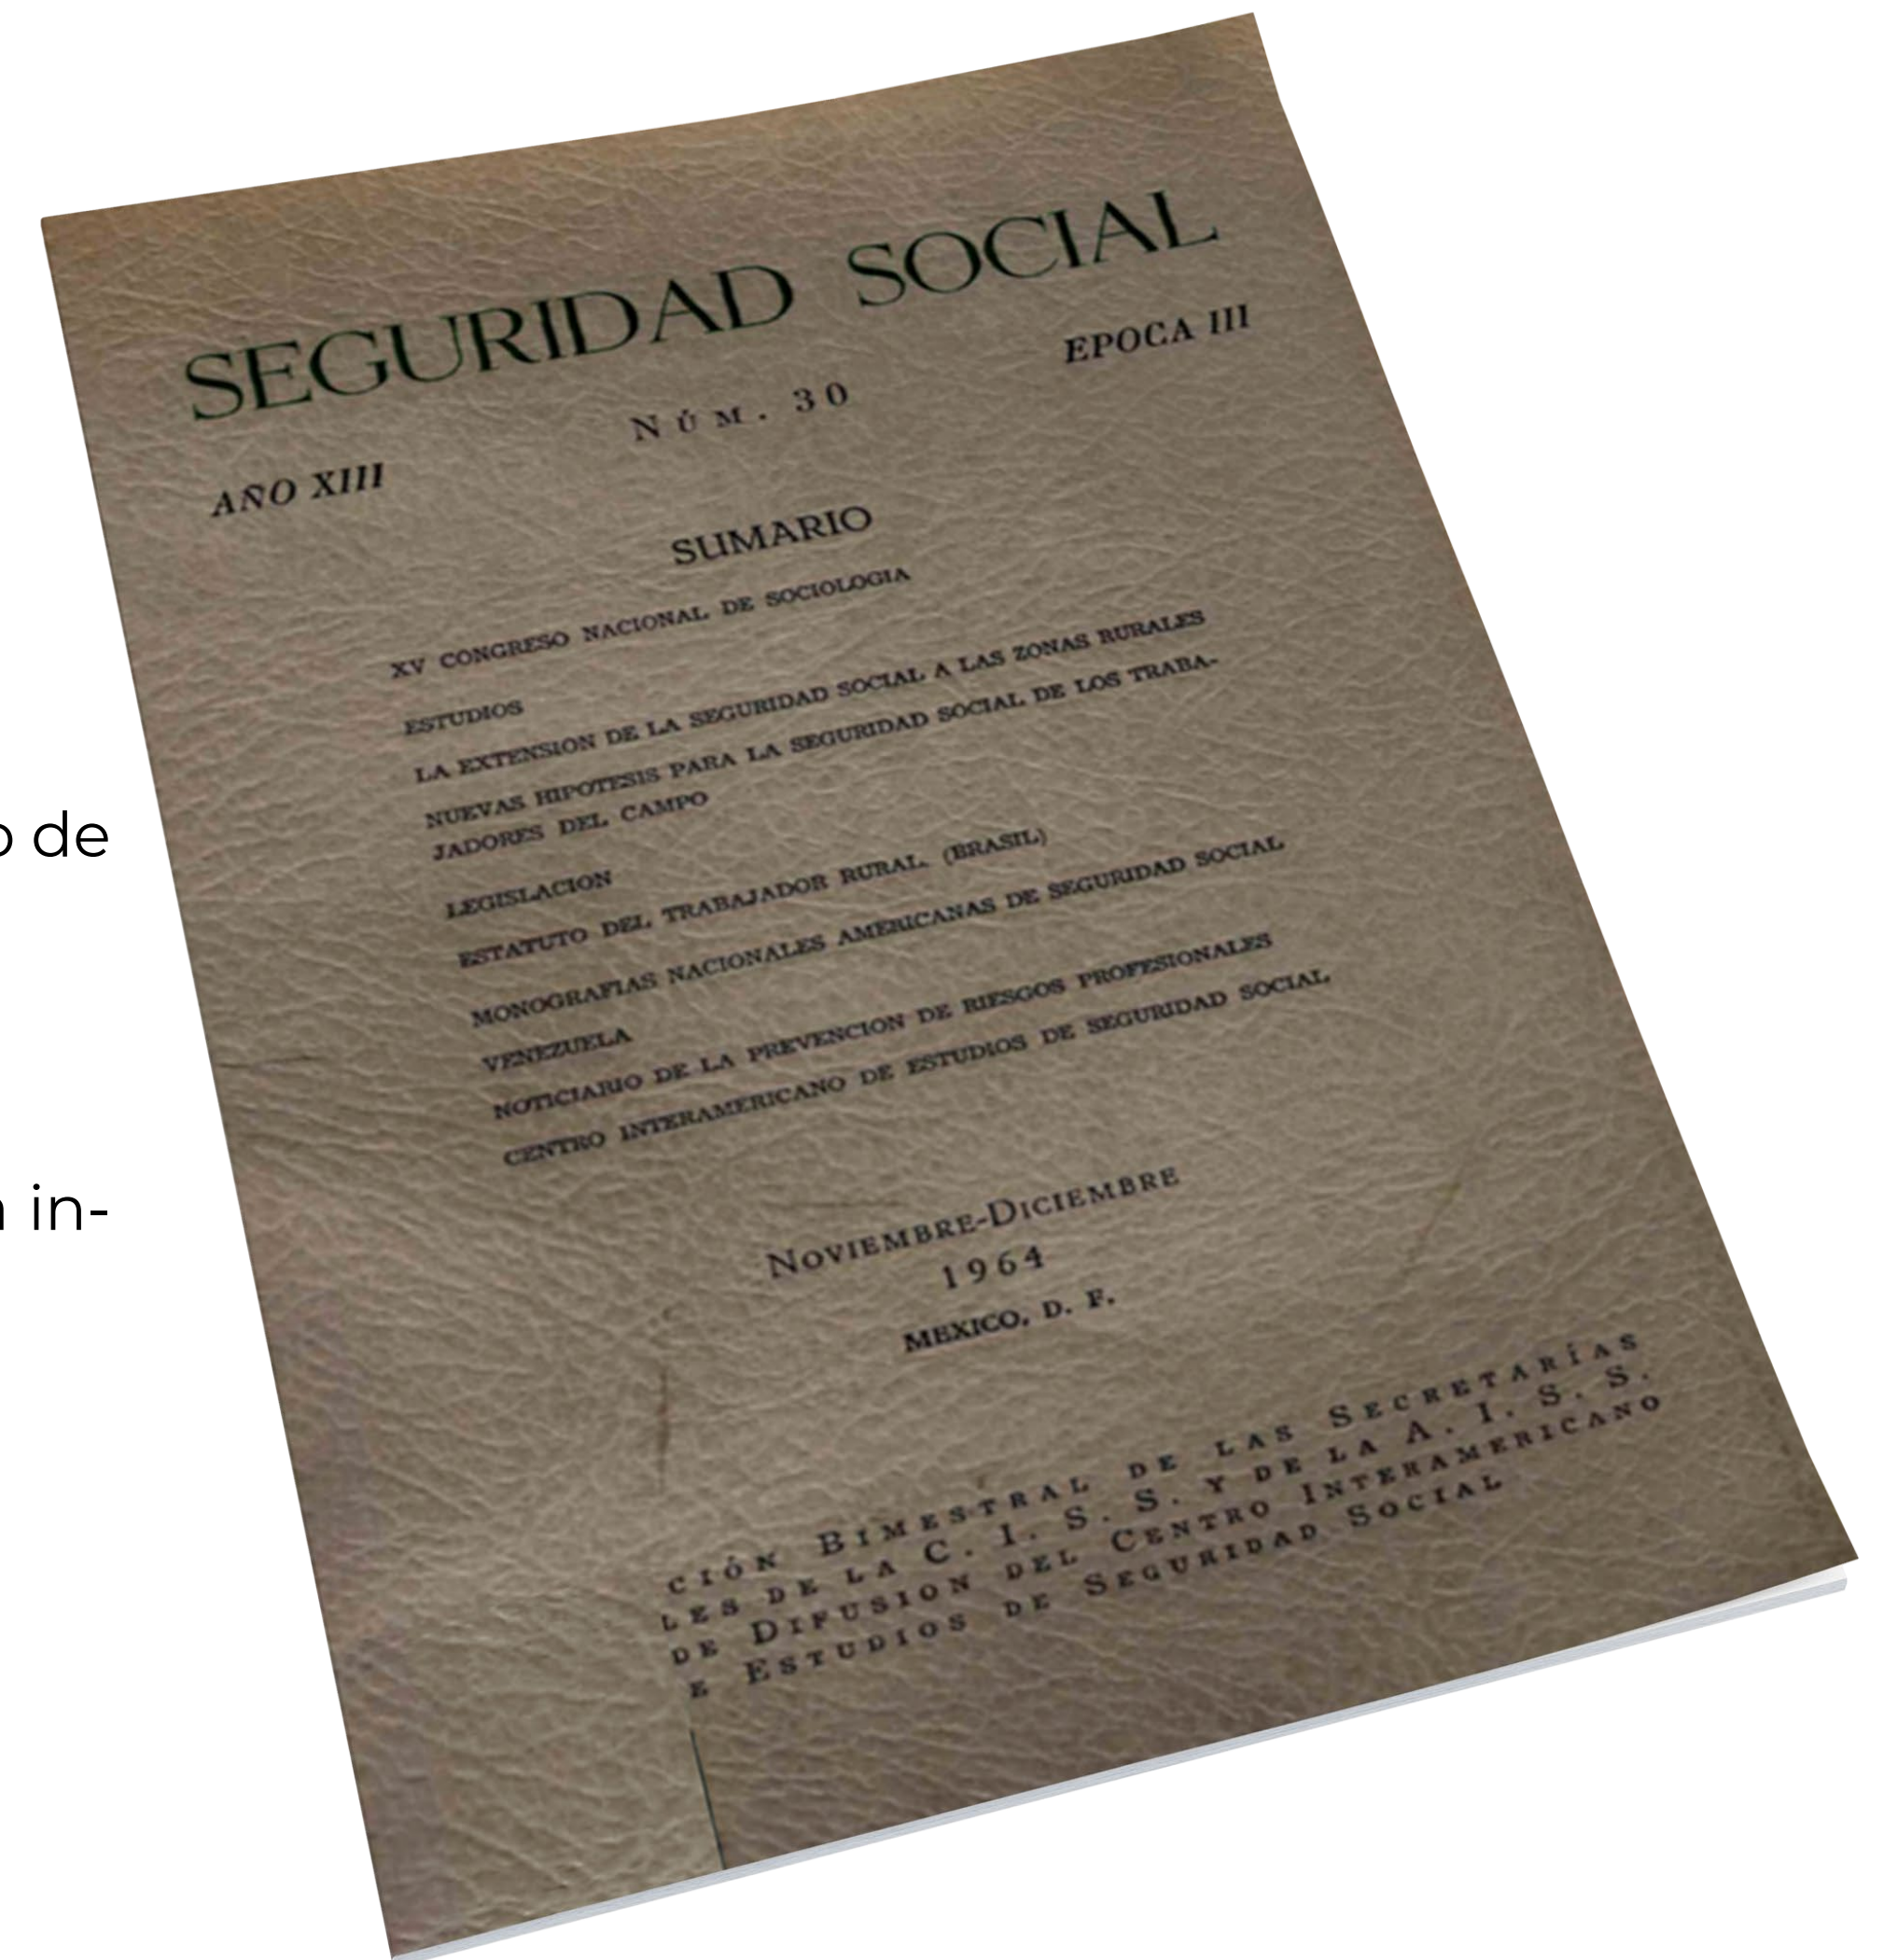 SEGURIDAD SOCIAL
EPOCA III
NÚM. 30
AÑO XIII
SUMARIO
XV CONGRESO NACIONAL DE SOCIOLOGIA
ESTUDIOS
LA EXTENSION DE LA SEGURIDAD SOCIAL A LAS ZONAS RURALES
NUEVAS HIPOTESIS PARA LA SEGURIDAD SOCIAL DE LOS TRABA-
JADORES DEL CAMPO
LEGISLACION
ESTATUTO DEL TRABAJADOR RURAL. (BRASIL)
MONOGRAFIAS NACIONALES AMERICANAS DE SEGURIDAD SOCIAL
VENEZUELA
NOTICIARIO DE LA PREVENCION DE RIESGOS PROFESIONALES
CENTRO INTERAMERICANO DE ESTUDIOS DE SEGURIDAD SOCIAL
NOVIEMBRE-DICIEMBRE
1964
MEXICO, D. F.
CIÓN BIMESTRAL DE LAS SECRETARÍAS
LES DE LA C. I. S. S. Y DE LA A. I. S. S.
DE DIFUSION DEL CENTRO INTERAMERICANO
E ESTUDIOS DE SEGURIDAD SOCIAL
o de
in-